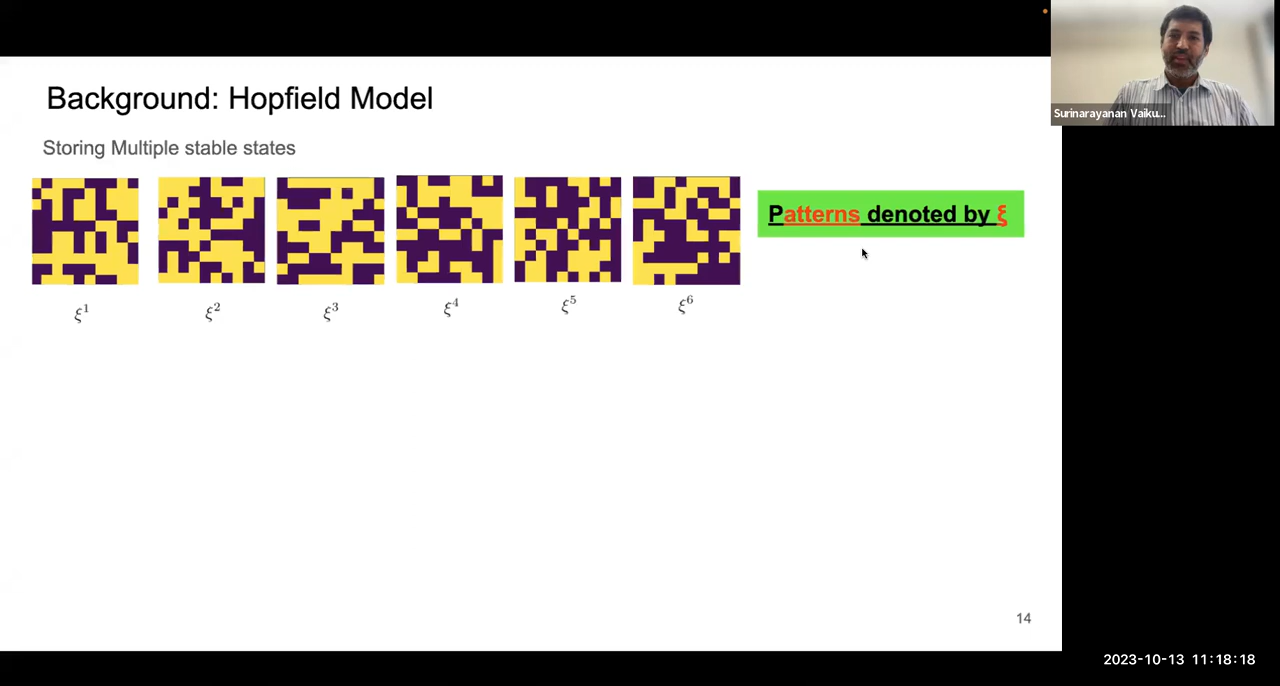 Background: Hopfield Model
Storing Multiple stable states
Patterns denoted by ξ
ξ¹ ξ² ξ³ ξ⁴ ξ⁵ ξ⁶
14
Surinarayanan Vaiku...
2023-10-13 11:18:18